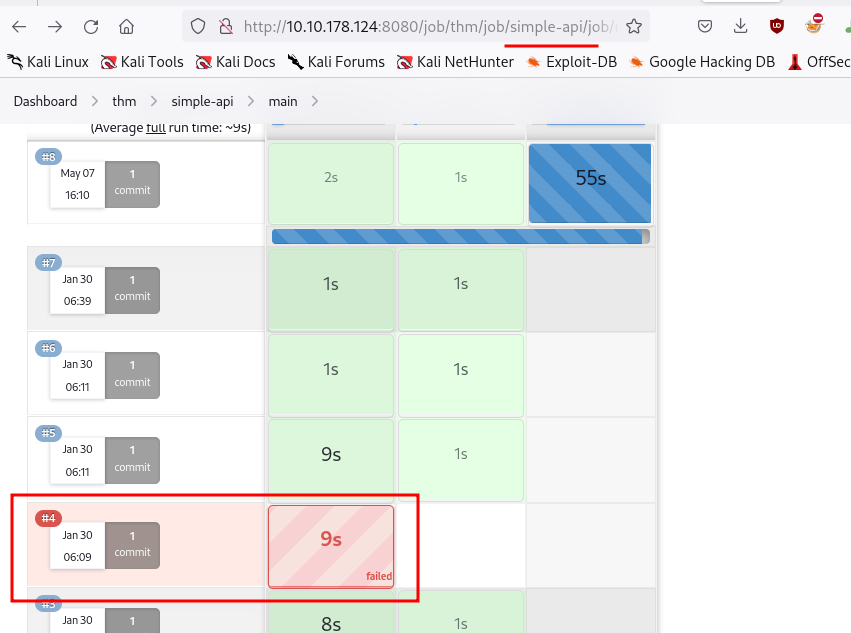 http://10.10.178.124:8080/job/thm/job/simple-api/job/
Kali Linux Kali Tools Kali Docs Kali Forums Kali NetHunter Exploit-DB Google Hacking DB OffSec
Dashboard thm simple-api main
(Average full run time: ~9s)
#8
May 07
16:10
1
commit
2s
1s
55s
#7
Jan 30
06:39
1
commit
1s
1s
#6
Jan 30
06:11
1
commit
1s
1s
#5
Jan 30
06:11
1
commit
9s
1s
#4
Jan 30
06:09
1
commit
9s
failed
#3
Jan 30
1
commit
8s
1s